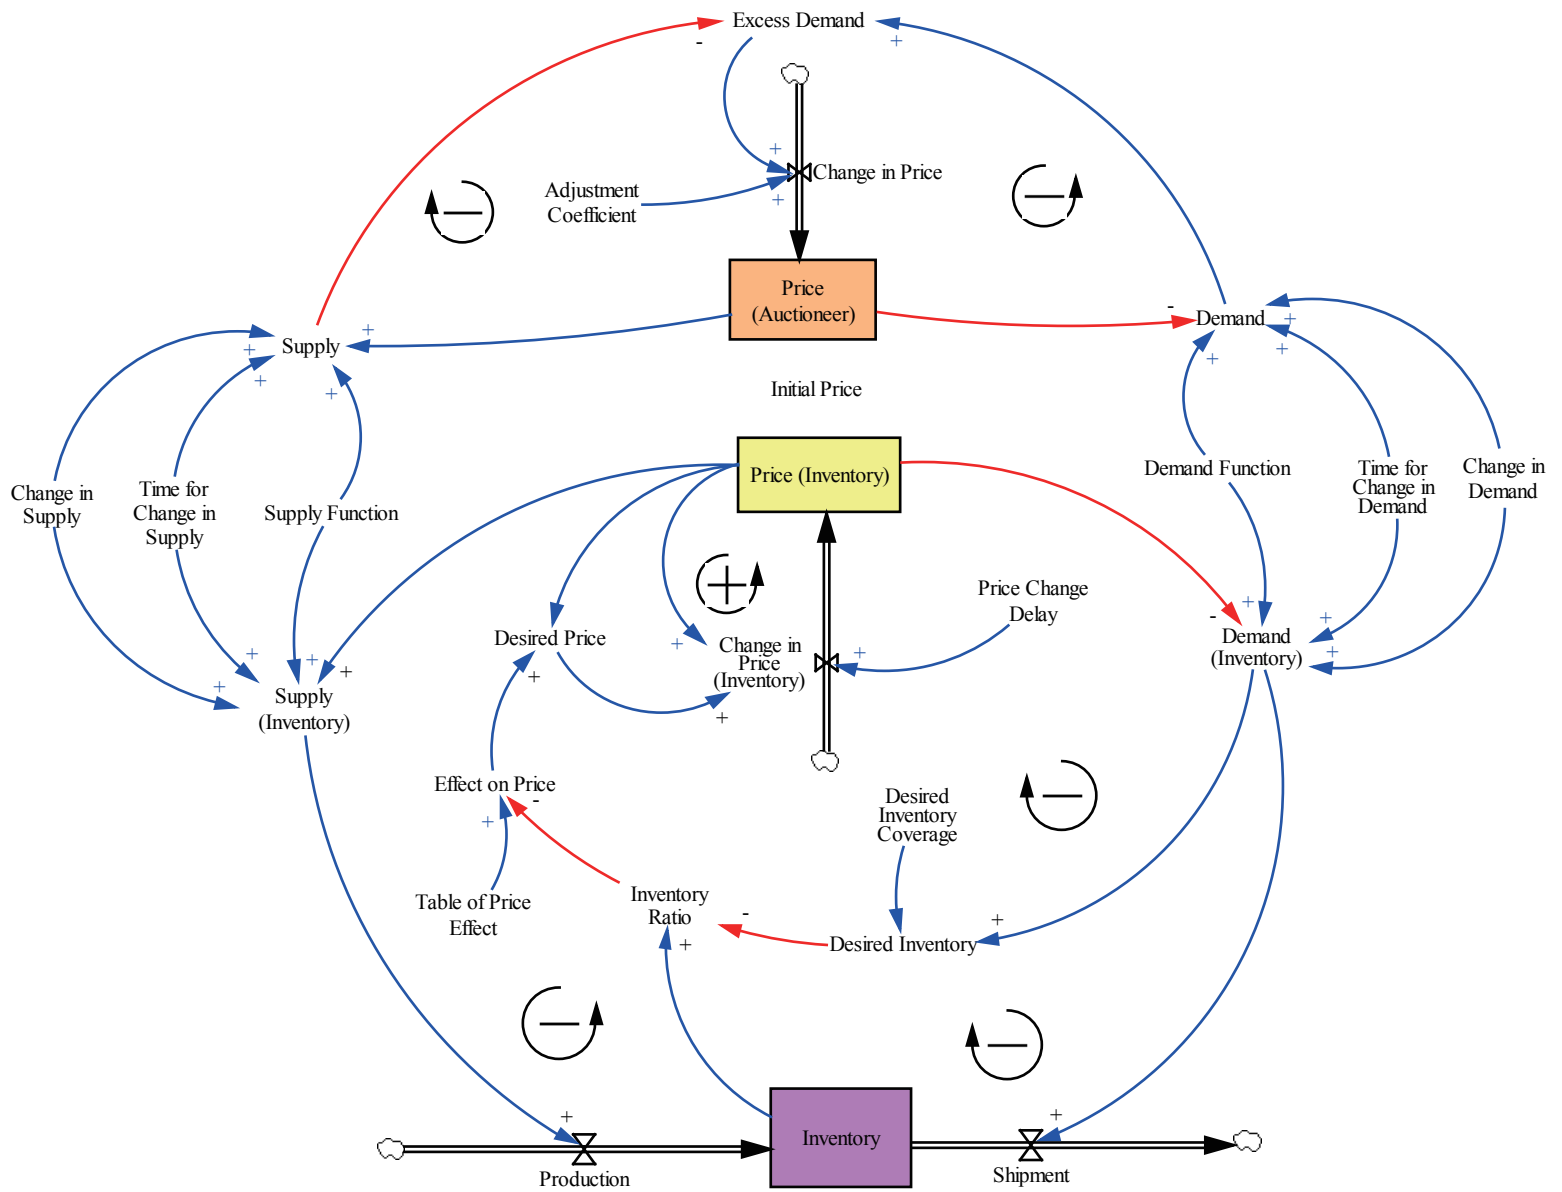 Excess Demand
-
+
+
Change in Price
Adjustment
Coefficient
+
Price
(Auctioneer)
-
Demand
+
+
+
+
Supply
+
+
+
Initial Price
Price (Inventory)
Demand Function
Time for
Change in
Demand
Change in
Demand
Change in
Supply
Time for
Change in
Supply
Supply Function
Price Change
Delay
Desired Price
+
Change in
Price
(Inventory)
+
+
+
-
+
+
+
Demand
(Inventory)
+
+
+
+
Supply
(Inventory)
+
Effect on Price
-
+
Desired
Inventory
Coverage
Table of Price
Effect
Inventory
Ratio
-
+
+
Desired Inventory
+
Production
Inventory
+
Shipment